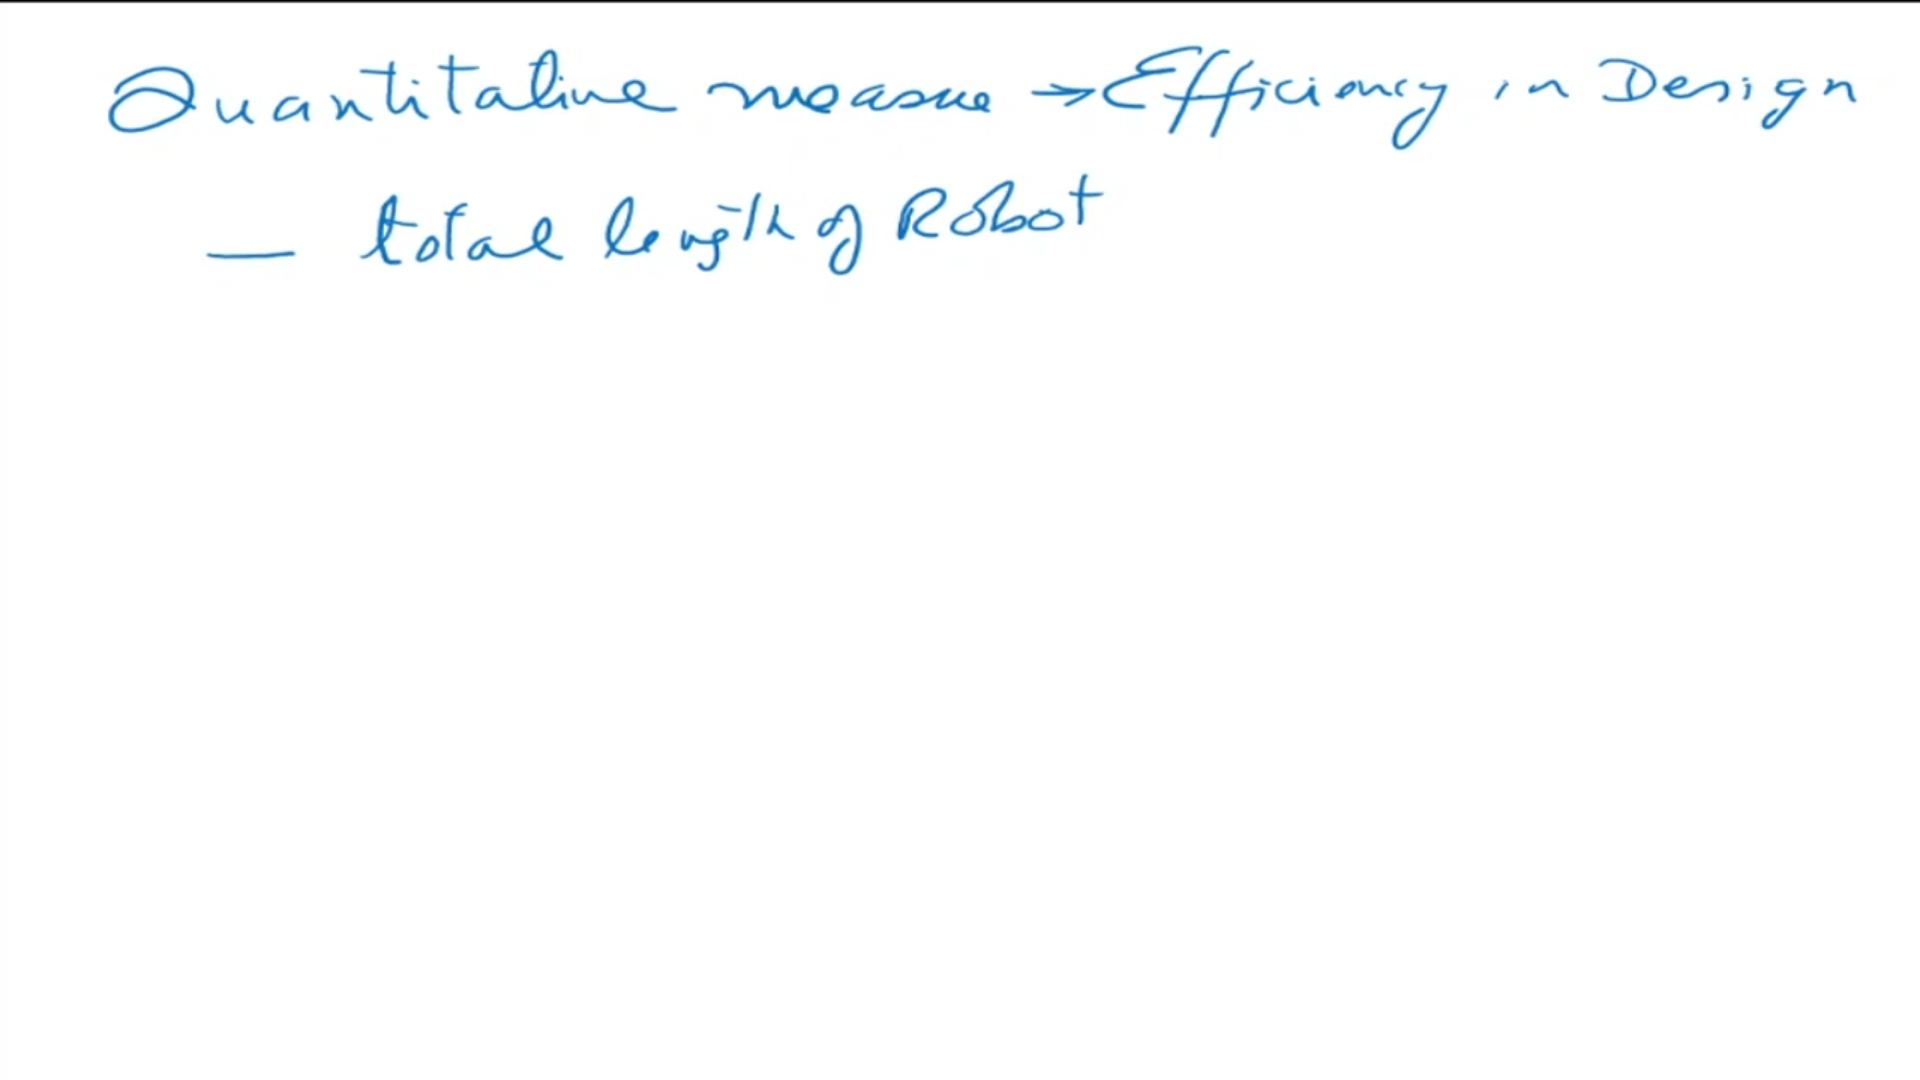 Quantitative measure → Efficiency in Design
— total length of Robot